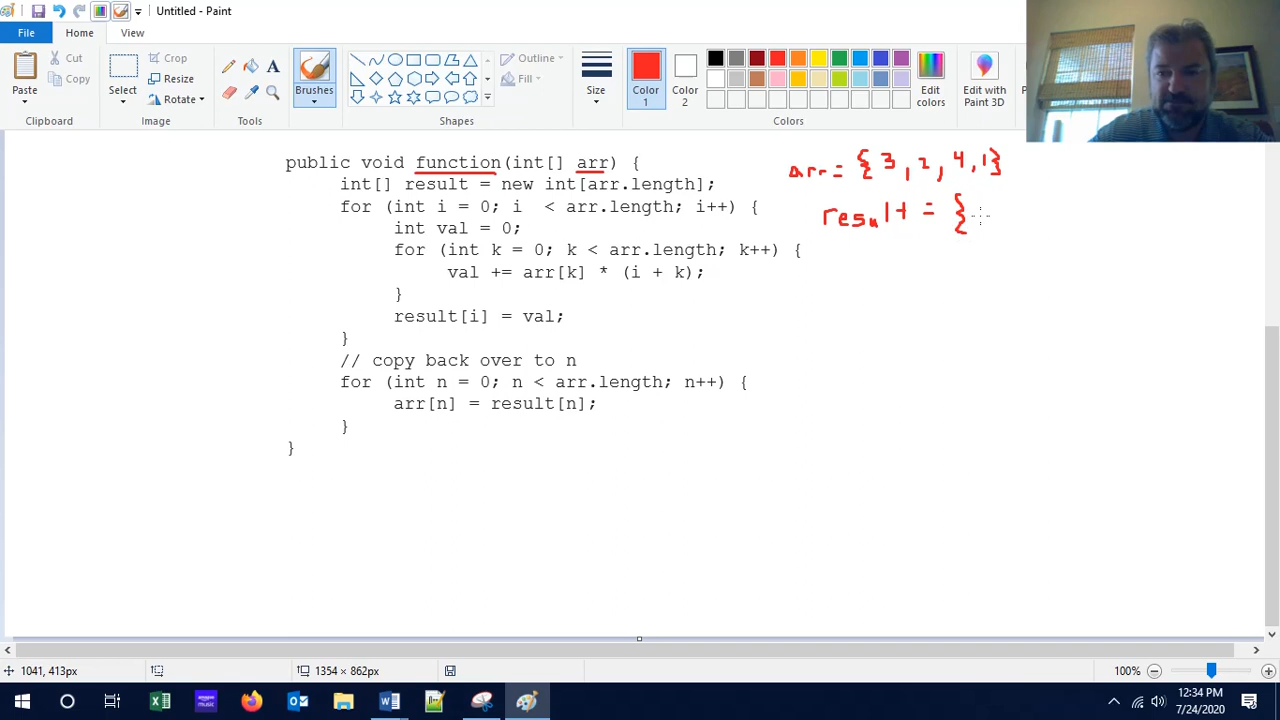 Untitled - Paint
File Home View
Paste Cut Copy Clipboard
Select Crop Resize Rotate Image
Tools
Brushes
Outline Fill Shapes
Size
Color 1 Color 2 Colors
Edit colors
Edit with Paint 3D
public void function(int[] arr) {
int[] result = new int[arr.length];
for (int i = 0; i < arr.length; i++) {
int val = 0;
for (int k = 0; k < arr.length; k++) {
val += arr[k] * (i + k);
}
result[i] = val;
}
// copy back over to n
for (int n = 0; n < arr.length; n++) {
arr[n] = result[n];
}
}
arr = { 3, 2, 4, 1 }
result = {
1041, 413px 1354 × 862px 100%
12:34 PM
7/24/2020